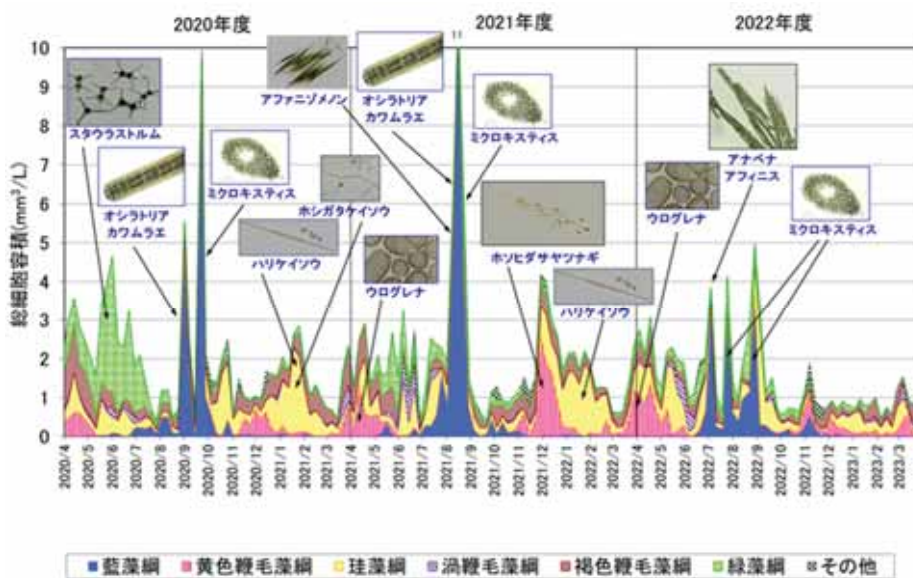 2020年度
2021年度
2022年度
11
総細胞容積(mm³/L)
10
9
8
7
6
5
4
3
2
1
0
スタウラストルム
オシラトリア
カワムラエ
ミクロキスティス
ハリケイソウ
ホシガタケイソウ
ウログレナ
アファニゾメノン
オシラトリア
カワムラエ
ミクロキスティス
ホソヒダサヤツナギ
ハリケイソウ
ウログレナ
アナベナ
アフィニス
ミクロキスティス
2020/4
2020/5
2020/6
2020/7
2020/8
2020/9
2020/10
2020/11
2020/12
2021/1
2021/2
2021/3
2021/4
2021/5
2021/6
2021/7
2021/8
2021/9
2021/10
2021/11
2021/12
2022/1
2022/2
2022/3
2022/4
2022/5
2022/6
2022/7
2022/8
2022/9
2022/10
2022/11
2022/12
2023/1
2023/2
2023/3
藍藻綱 黄色鞭毛藻綱 珪藻綱 渦鞭毛藻綱 褐色鞭毛藻綱 緑藻綱 その他